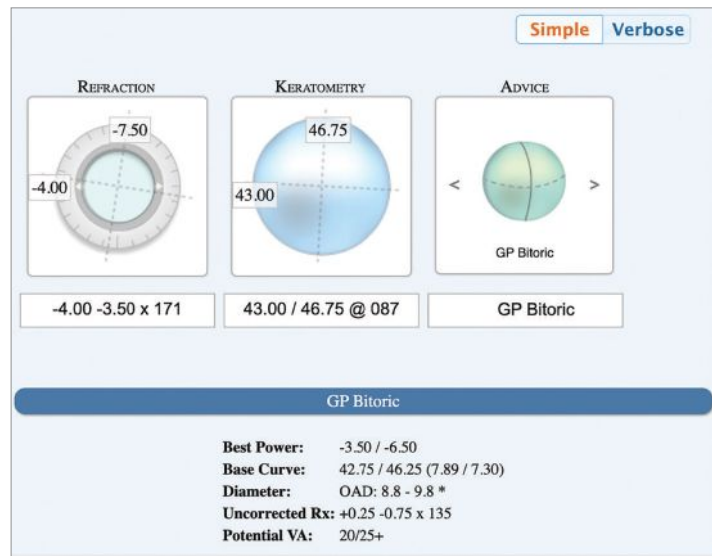 Simple Verbose
REFRACTION KERATOMETRY ADVICE
-7.50 46.75
-4.00 43.00 < >
GP Bitoric
-4.00 -3.50 x 171 43.00 / 46.75 @ 087 GP Bitoric
GP Bitoric
Best Power: -3.50 / -6.50
Base Curve: 42.75 / 46.25 (7.89 / 7.30)
Diameter: OAD: 8.8 - 9.8 *
Uncorrected Rx: +0.25 -0.75 x 135
Potential VA: 20/25+